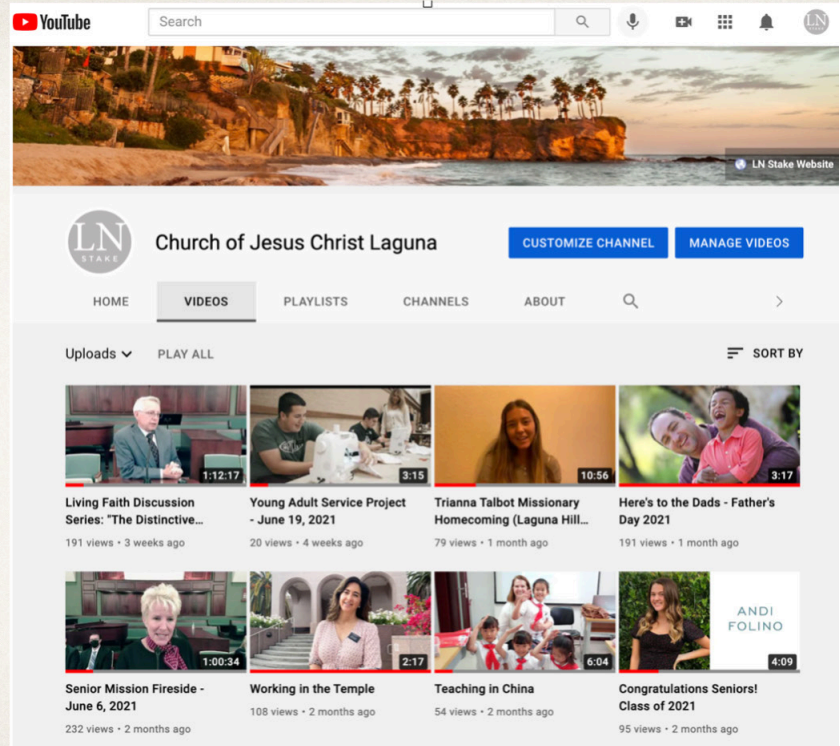 YouTube
Search
LN
LN Stake Website
LN
STAKE
Church of Jesus Christ Laguna
CUSTOMIZE CHANNEL
MANAGE VIDEOS
HOME
VIDEOS
PLAYLISTS
CHANNELS
ABOUT
Uploads
PLAY ALL
SORT BY
1:12:17
3:15
10:56
3:17
Living Faith Discussion
Series: "The Distinctive...
191 views • 3 weeks ago
Young Adult Service Project
- June 19, 2021
20 views • 4 weeks ago
Trianna Talbot Missionary
Homecoming (Laguna Hill...
79 views • 1 month ago
Here's to the Dads - Father's
Day 2021
191 views • 1 month ago
1:00:34
2:17
6:04
ANDI
FOLINO
4:09
Senior Mission Fireside -
June 6, 2021
232 views • 2 months ago
Working in the Temple
108 views • 2 months ago
Teaching in China
54 views • 2 months ago
Congratulations Seniors!
Class of 2021
95 views • 2 months ago